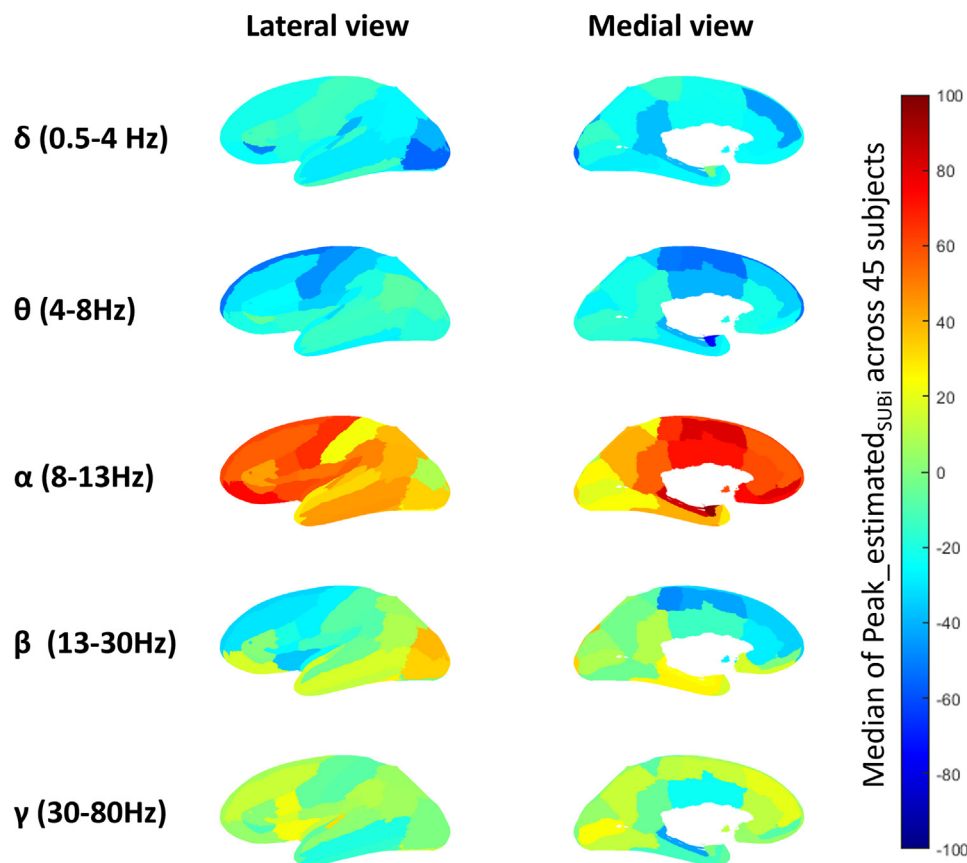 Lateral view
Medial view
δ (0.5-4 Hz)
θ (4-8Hz)
α (8-13Hz)
β (13-30Hz)
γ (30-80Hz)
Median of Peak_estimated_SUBi across 45 subjects
100
80
60
40
20
0
-20
-40
-60
-80
-100